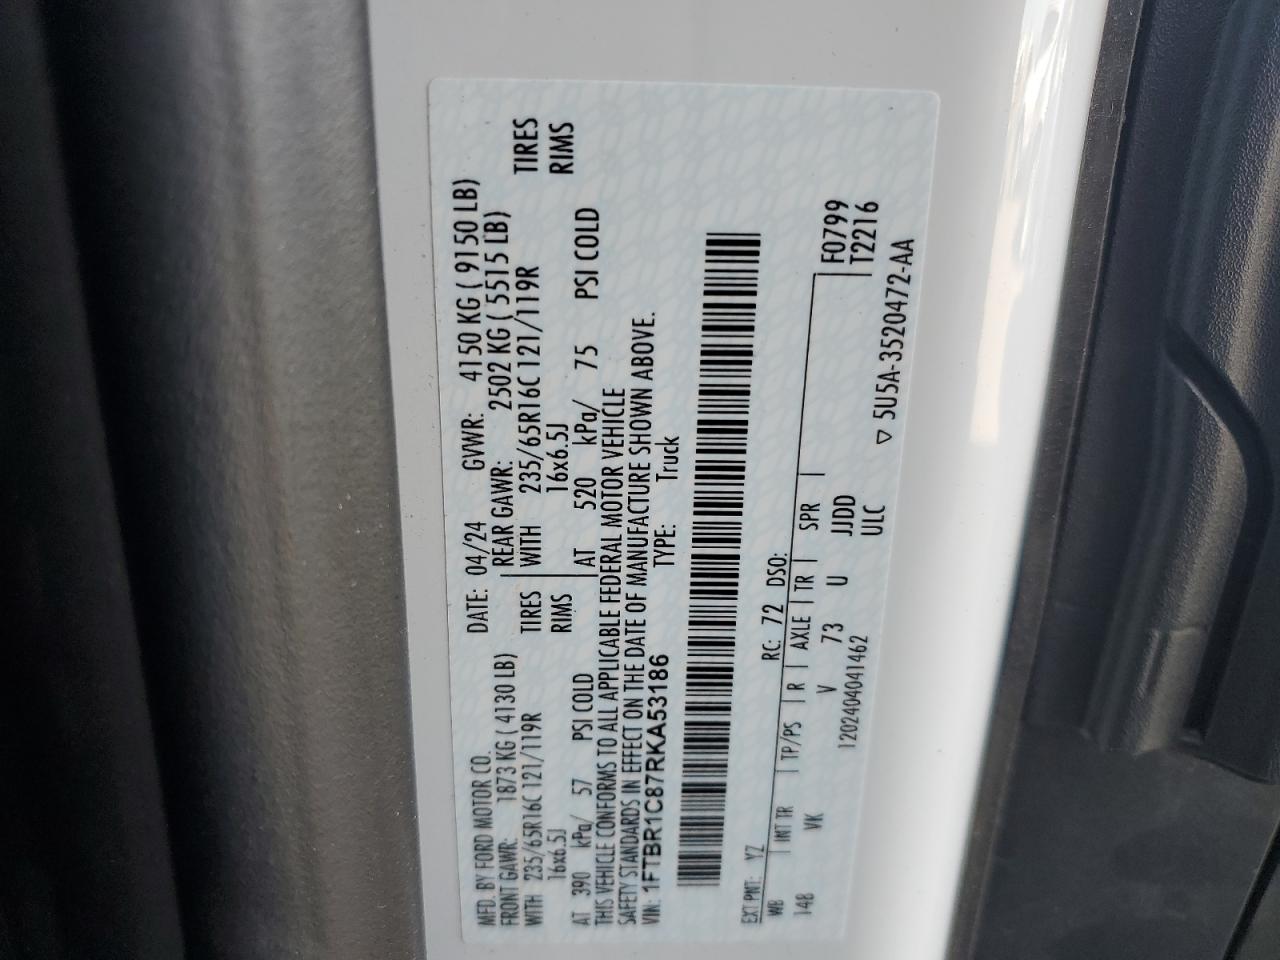 MFD. BY FORD MOTOR CO. DATE: 04/24 GVWR: 4150 KG ( 9150 LB)
FRONT GAWR: 1873 KG ( 4130 LB) REAR GAWR: 2502 KG ( 5515 LB)
WITH 235/65R16C 121/119R TIRES WITH 235/65R16C 121/119R TIRES
16x6.5J RIMS 16x6.5J RIMS
AT 390 kPa/ 57 PSI COLD AT 520 kPa/ 75 PSI COLD
THIS VEHICLE CONFORMS TO ALL APPLICABLE FEDERAL MOTOR VEHICLE
SAFETY STANDARDS IN EFFECT ON THE DATE OF MANUFACTURE SHOWN ABOVE.
VIN: 1FTBR1C87RKA53186 TYPE: Truck
EXT PNT: YZ RC: 72 DSO:
WB INT TR TP/PS R AXLE TR SPR F0799
148 VK V 73 U JJDD T2216
120240404​1462 ULC
▽ 5U5A-3520472-AA